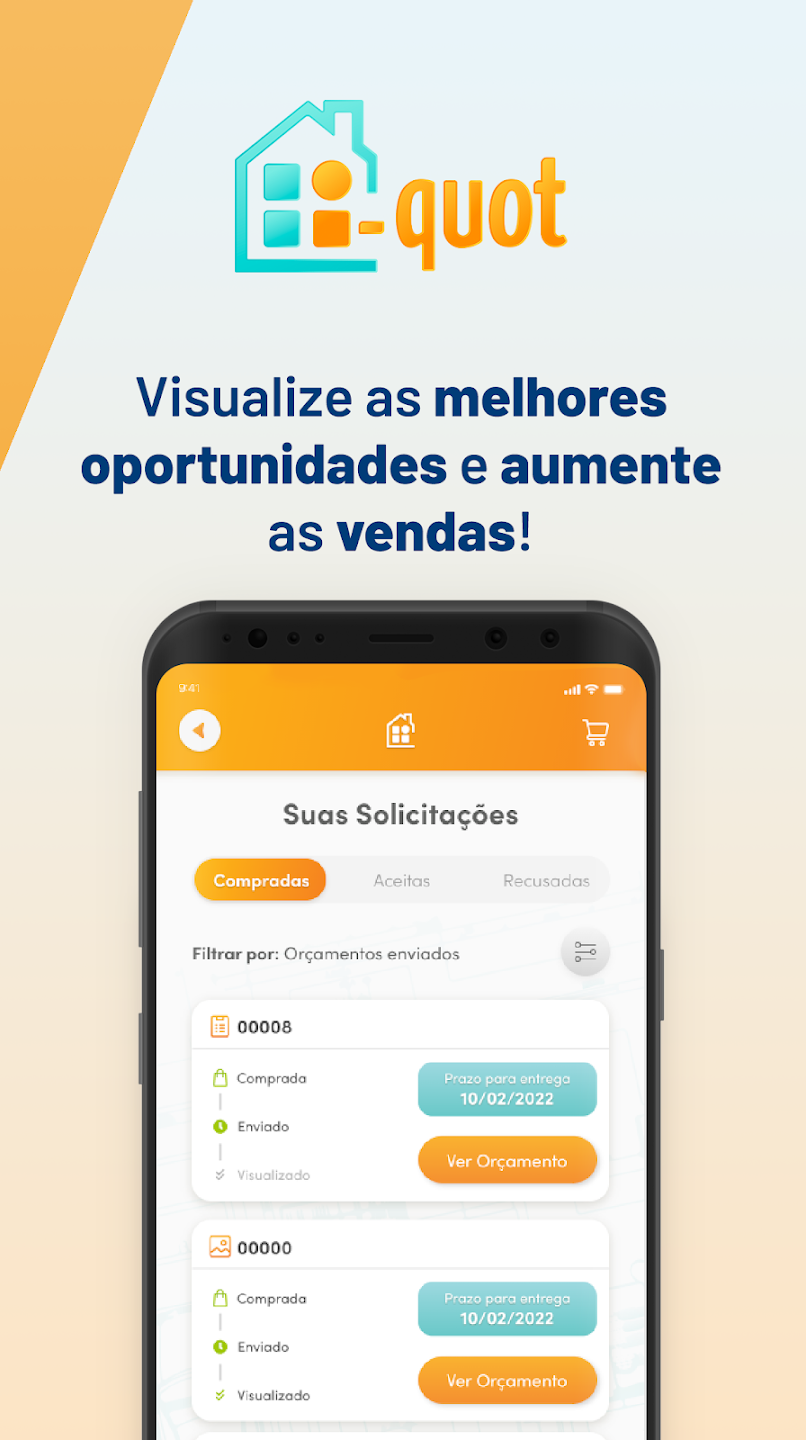 i-quot
Visualize as melhores
oportunidades e aumente
as vendas!
9:41
Suas Solicitações
Compradas Aceitas Recusadas
Filtrar por: Orçamentos enviados
00008
Comprada
Prazo para entrega
10/02/2022
Enviado
Ver Orçamento
Visualizado
00000
Comprada
Prazo para entrega
10/02/2022
Enviado
Ver Orçamento
Visualizado